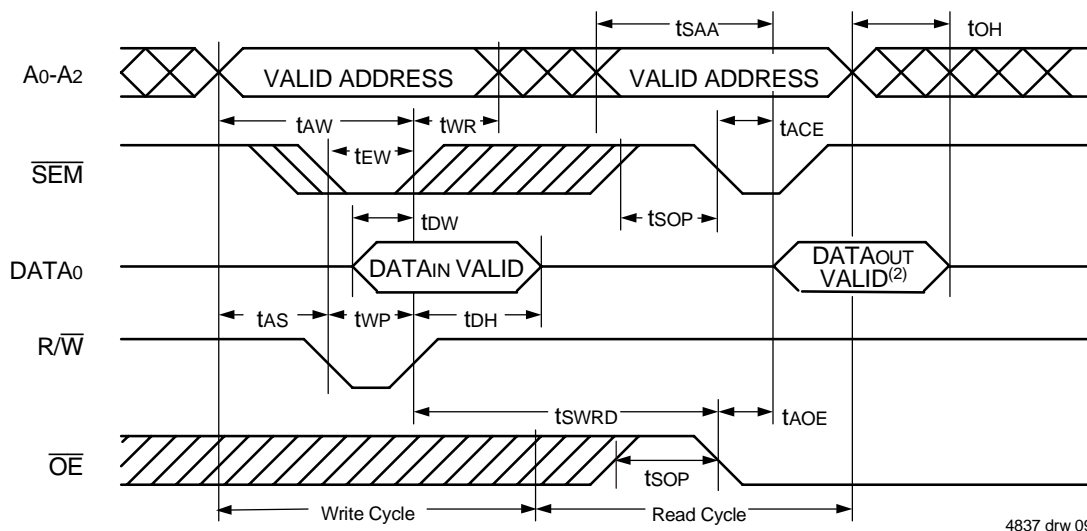 tSAA
tOH
A0-A2
VALID ADDRESS
VALID ADDRESS
tAW
tWR
tACE
tEW
SEM
tSOP
tDW
DATA0
DATAIN VALID
DATAOUT
VALID(2)
tAS
tWP
tDH
R/W
tSWRD
tAOE
OE
tSOP
Write Cycle
Read Cycle
4837 drw 09